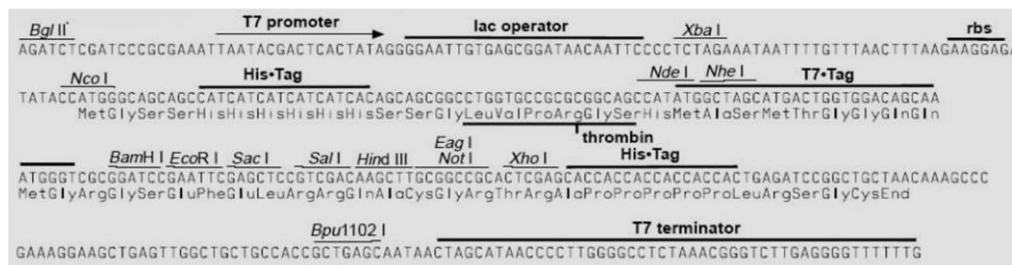 Bgl II T7 promoter lac operator Xba I rbs
AGATCTCGATCCCGCGAAATTAATACGACTCACTATAGGGGAATTGTGAGCGGATAACAATTCCCCTCTAGAAATAATTTTGTTTAACTTTAAGAAGGAGA
Nco I His•Tag Nde I Nhe I T7•Tag
TATACCATGGGCAGCAGCCATCATCATCATCATCACAGCAGCGGCCTGGTGCCGCGCGGCAGCCATATGGCTAGCATGACTGGTGGACAGCAA
MetGlySerSerHisHisHisHisHisHisSerSerGlyLeuValProArgGlySerHisMetAlaSerMetThrGlyGlyGlnGln
thrombin
Eag I
BamH I EcoR I Sac I Sal I Hind III Not I Xho I His•Tag
ATGGGTCGCGGATCCGAATTCGAGCTCCGTCGACAAGCTTGCGGCCGCACTCGAGCACCACCACCACCACCACTGAGATCCGGCTGCTAACAAAGCCC
MetGlyArgGlySerGluPheGluLeuArgArgGlnAlaCysGlyArgThrArgAlaProProProProProLeuArgSerGlyCysEnd
Bpu1102 I T7 terminator
GAAAGGAAGCTGAGTTGGCTGCTGCCACCGCTGAGCAATAACTAGCATAACCCCTTGGGGCCTCTAAACGGGTCTTGAGGGGTTTTTTG